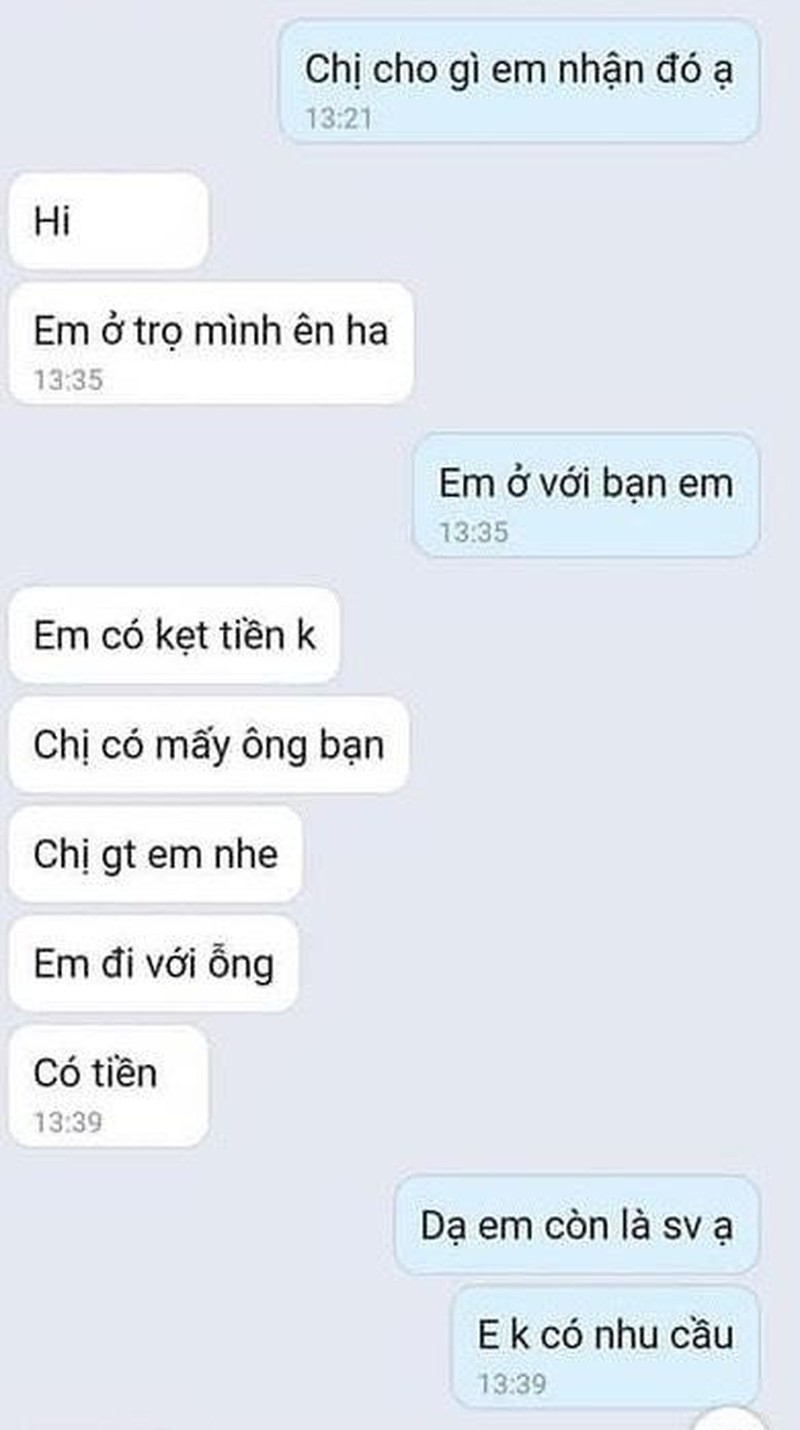 Chị cho gì em nhận đó ạ
13:21
Hi
Em ở trọ mình ên ha
13:35
Em ở với bạn em
13:35
Em có kẹt tiền k
Chị có mấy ông bạn
Chị gt em nhe
Em đi với ỗng
Có tiền
13:39
Dạ em còn là sv ạ
E k có nhu cầu
13:39